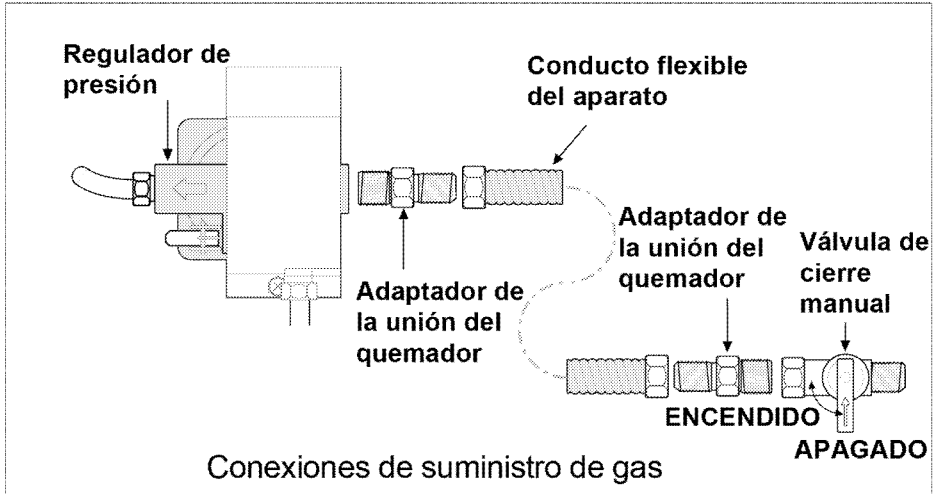 Regulador de
presión
Conducto flexible
del aparato
Adaptador de
la unión del
quemador
Adaptador de
la unión del
quemador
Válvula de
cierre
manual
ENCENDIDO
APAGADO
Conexiones de suministro de gas